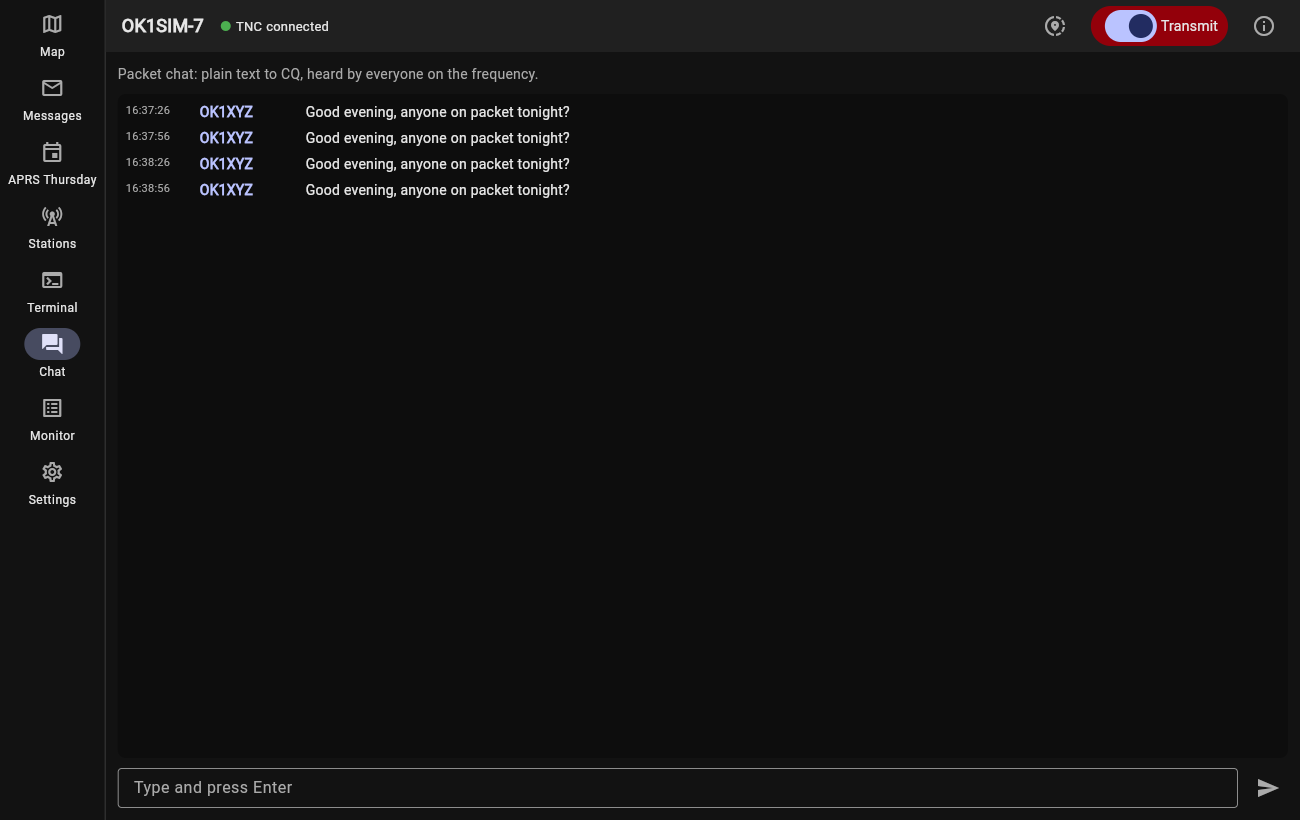 OK1SIM-7
TNC connected
Transmit
Map
Messages
APRS Thursday
Stations
Terminal
Chat
Monitor
Settings
Packet chat: plain text to CQ, heard by everyone on the frequency.
16:37:26 OK1XYZ Good evening, anyone on packet tonight?
16:37:56 OK1XYZ Good evening, anyone on packet tonight?
16:38:26 OK1XYZ Good evening, anyone on packet tonight?
16:38:56 OK1XYZ Good evening, anyone on packet tonight?
Type and press Enter